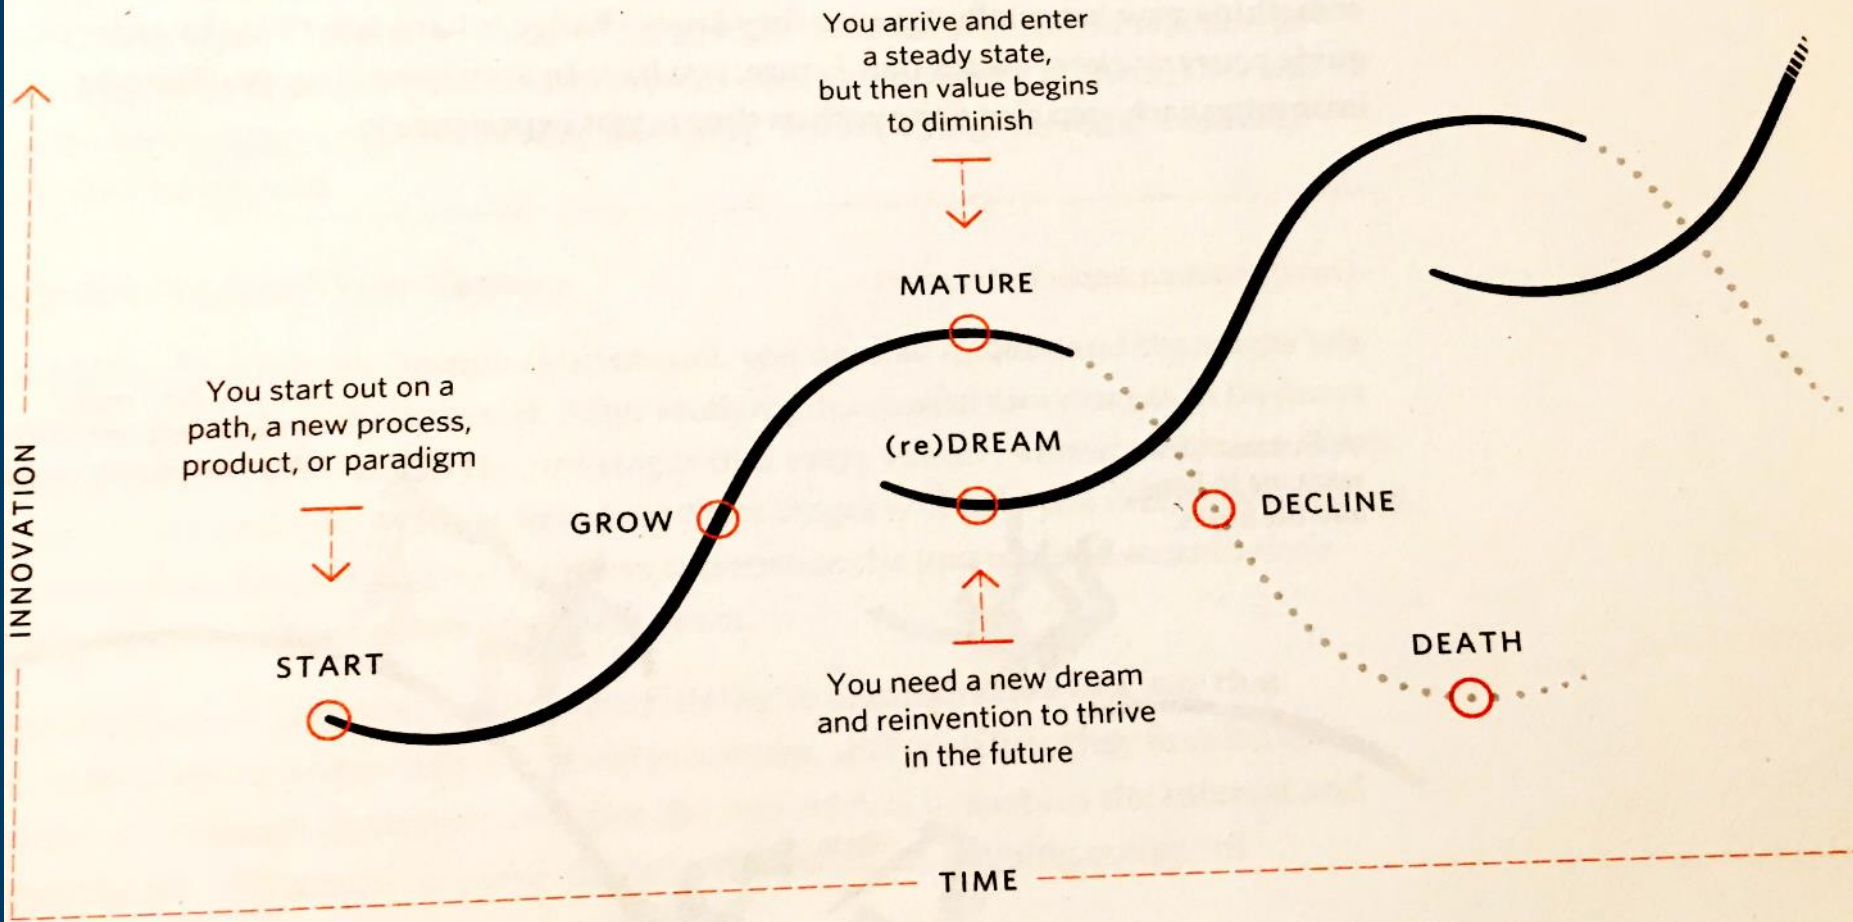 You arrive and enter
a steady state,
but then value begins
to diminish
MATURE
You start out on a
path, a new process,
product, or paradigm
(re)DREAM
GROW
DECLINE
INNOVATION
START
DEATH
You need a new dream
and reinvention to thrive
in the future
TIME